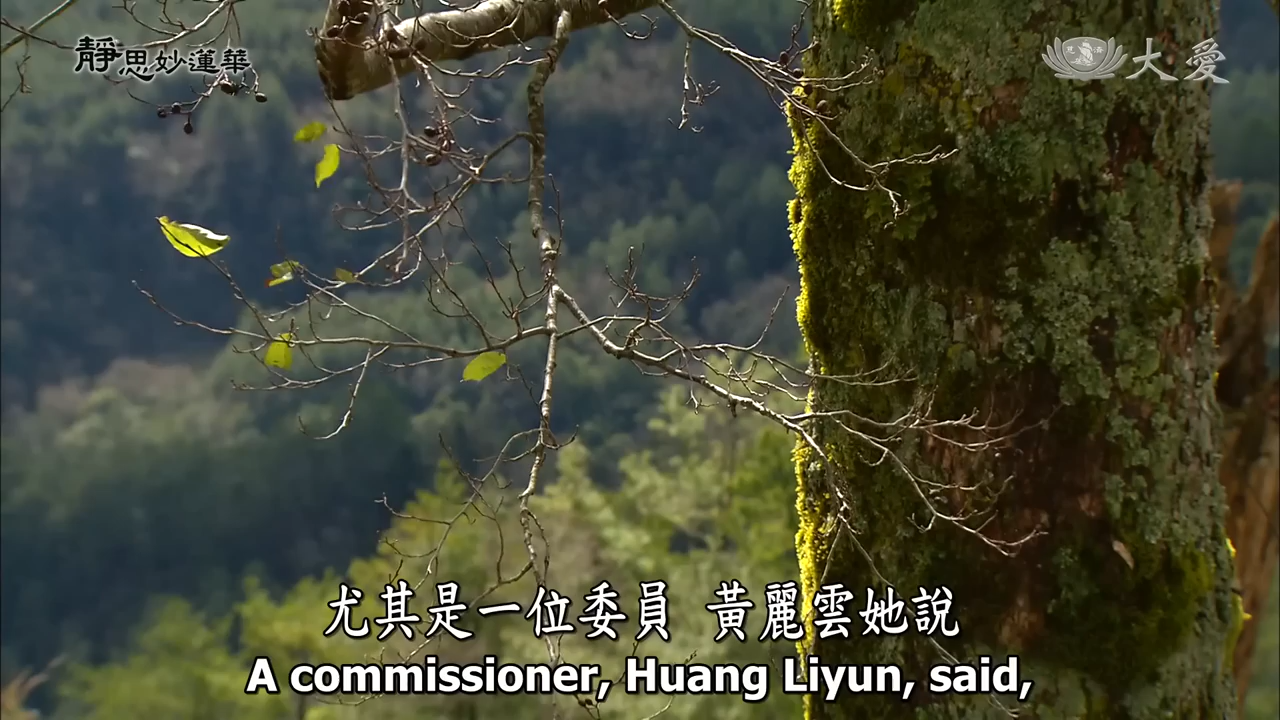 靜思妙蓮華
大愛
尤其是一位委員 黃麗雲她說
A commissioner, Huang Liyun, said,